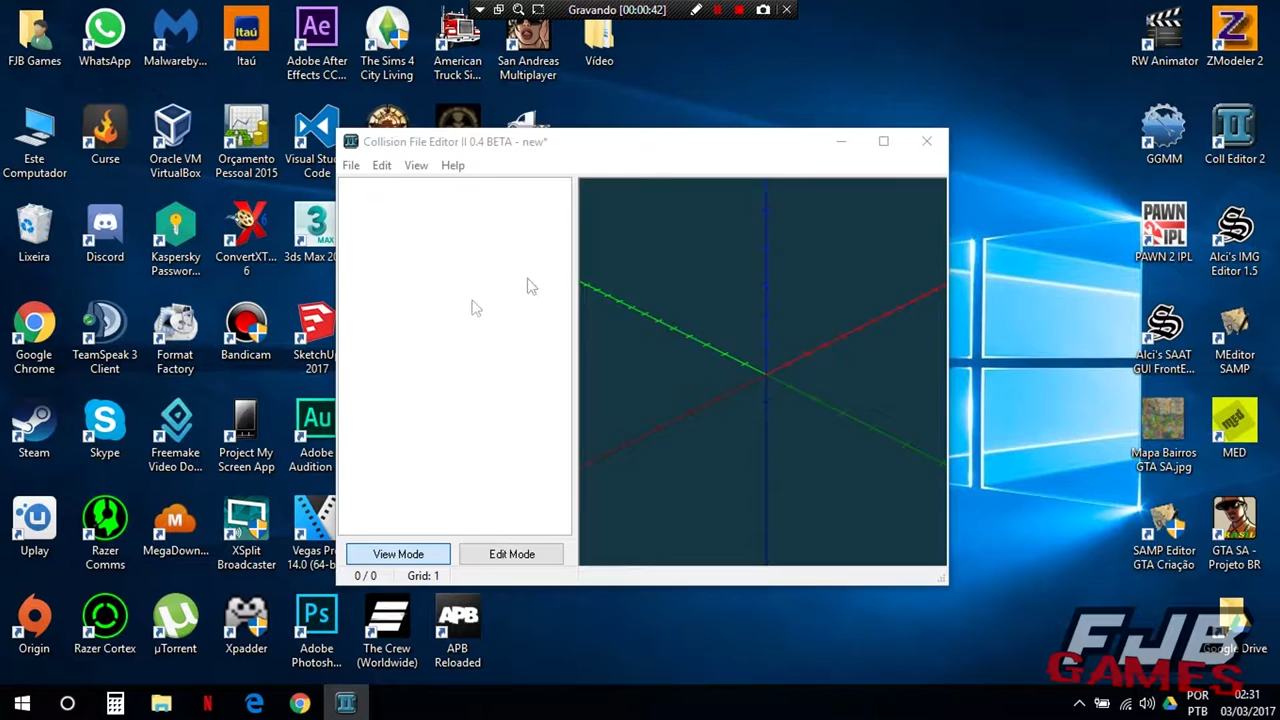 Gravando [00:00:42]
FJB Games
WhatsApp
Malwareby...
Itaú
Adobe After
Effects CC...
The Sims 4
City Living
American
Truck Si...
San Andreas
Multiplayer
Vídeo
RW Animator
ZModeler 2
Collision File Editor II 0.4 BETA - new*
File Edit View Help
Este
Computador
Curse
Oracle VM
VirtualBox
Orçamento
Pessoal 2015
Visual Stud
Code
GGMM
Coll Editor 2
Lixeira
Discord
Kaspersky
Passwor...
ConvertXT...
6
3ds Max 20
PAWN 2 IPL
Alci's IMG
Editor 1.5
Google
Chrome
TeamSpeak 3
Client
Format
Factory
Bandicam
SketchUp
2017
Alci's SAAT
GUI FrontE...
MEditor
SAMP
Steam
Skype
Freemake
Video Do...
Project My
Screen App
Adobe
Audition
Mapa Bairros
GTA SA.jpg
MED
View Mode Edit Mode
0 / 0 Grid: 1
Uplay
Razer
Comms
MegaDown...
XSplit
Broadcaster
Vegas Pro
14.0 (64-b
SAMP Editor
GTA Criação
GTA SA -
Projeto BR
Origin
Razer Cortex
µTorrent
Xpadder
Adobe
Photosh...
The Crew
(Worldwide)
APB
Reloaded
Google Drive
FJB
GAMES
POR
PTB
02:31
03/03/2017